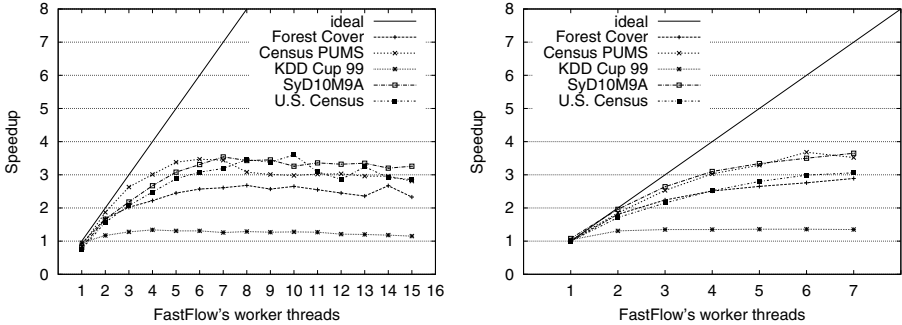 8
7
6
5
4
3
2
1
0
Speedup
ideal
Forest Cover
Census PUMS
KDD Cup 99
SyD10M9A
U.S. Census
1 2 3 4 5 6 7 8 9 10 11 12 13 14 15 16
FastFlow's worker threads
8
7
6
5
4
3
2
1
0
Speedup
ideal
Forest Cover
Census PUMS
KDD Cup 99
SyD10M9A
U.S. Census
1 2 3 4 5 6 7
FastFlow's worker threads